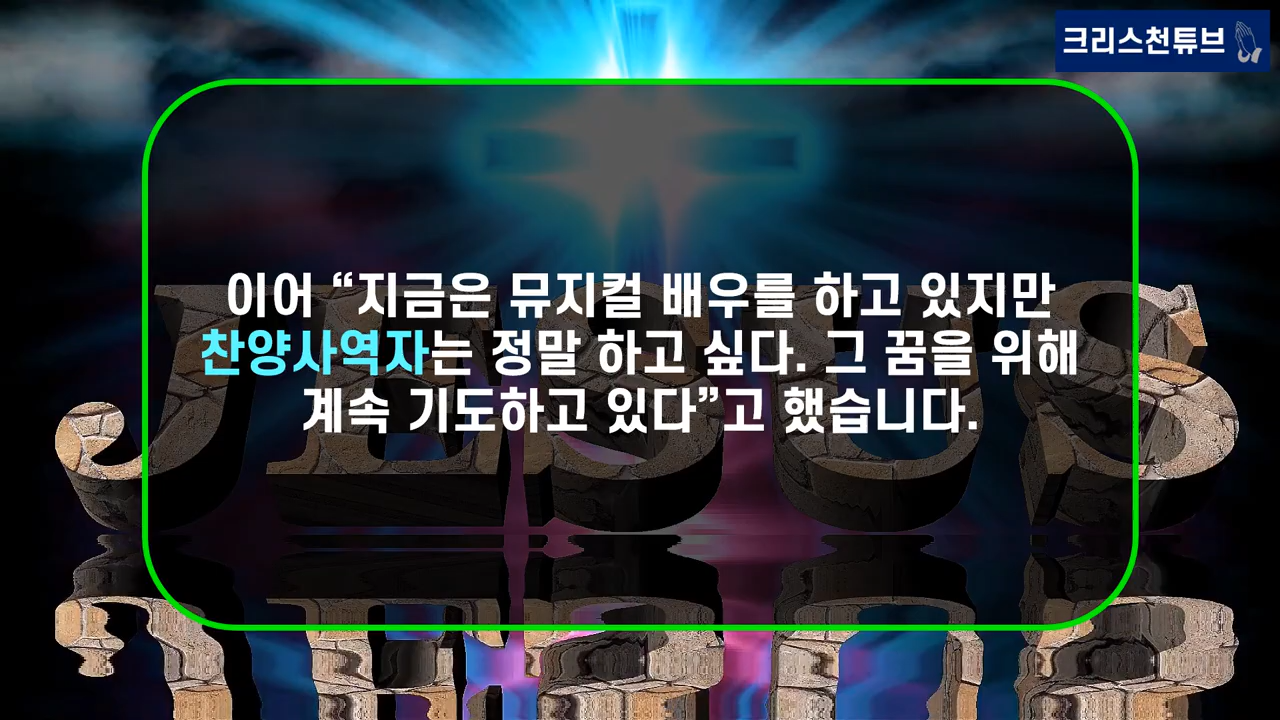 크리스천튜브
이어 “지금은 뮤지컬 배우를 하고 있지만
찬양사역자는 정말 하고 싶다. 그 꿈을 위해
계속 기도하고 있다”고 했습니다.
JESUS